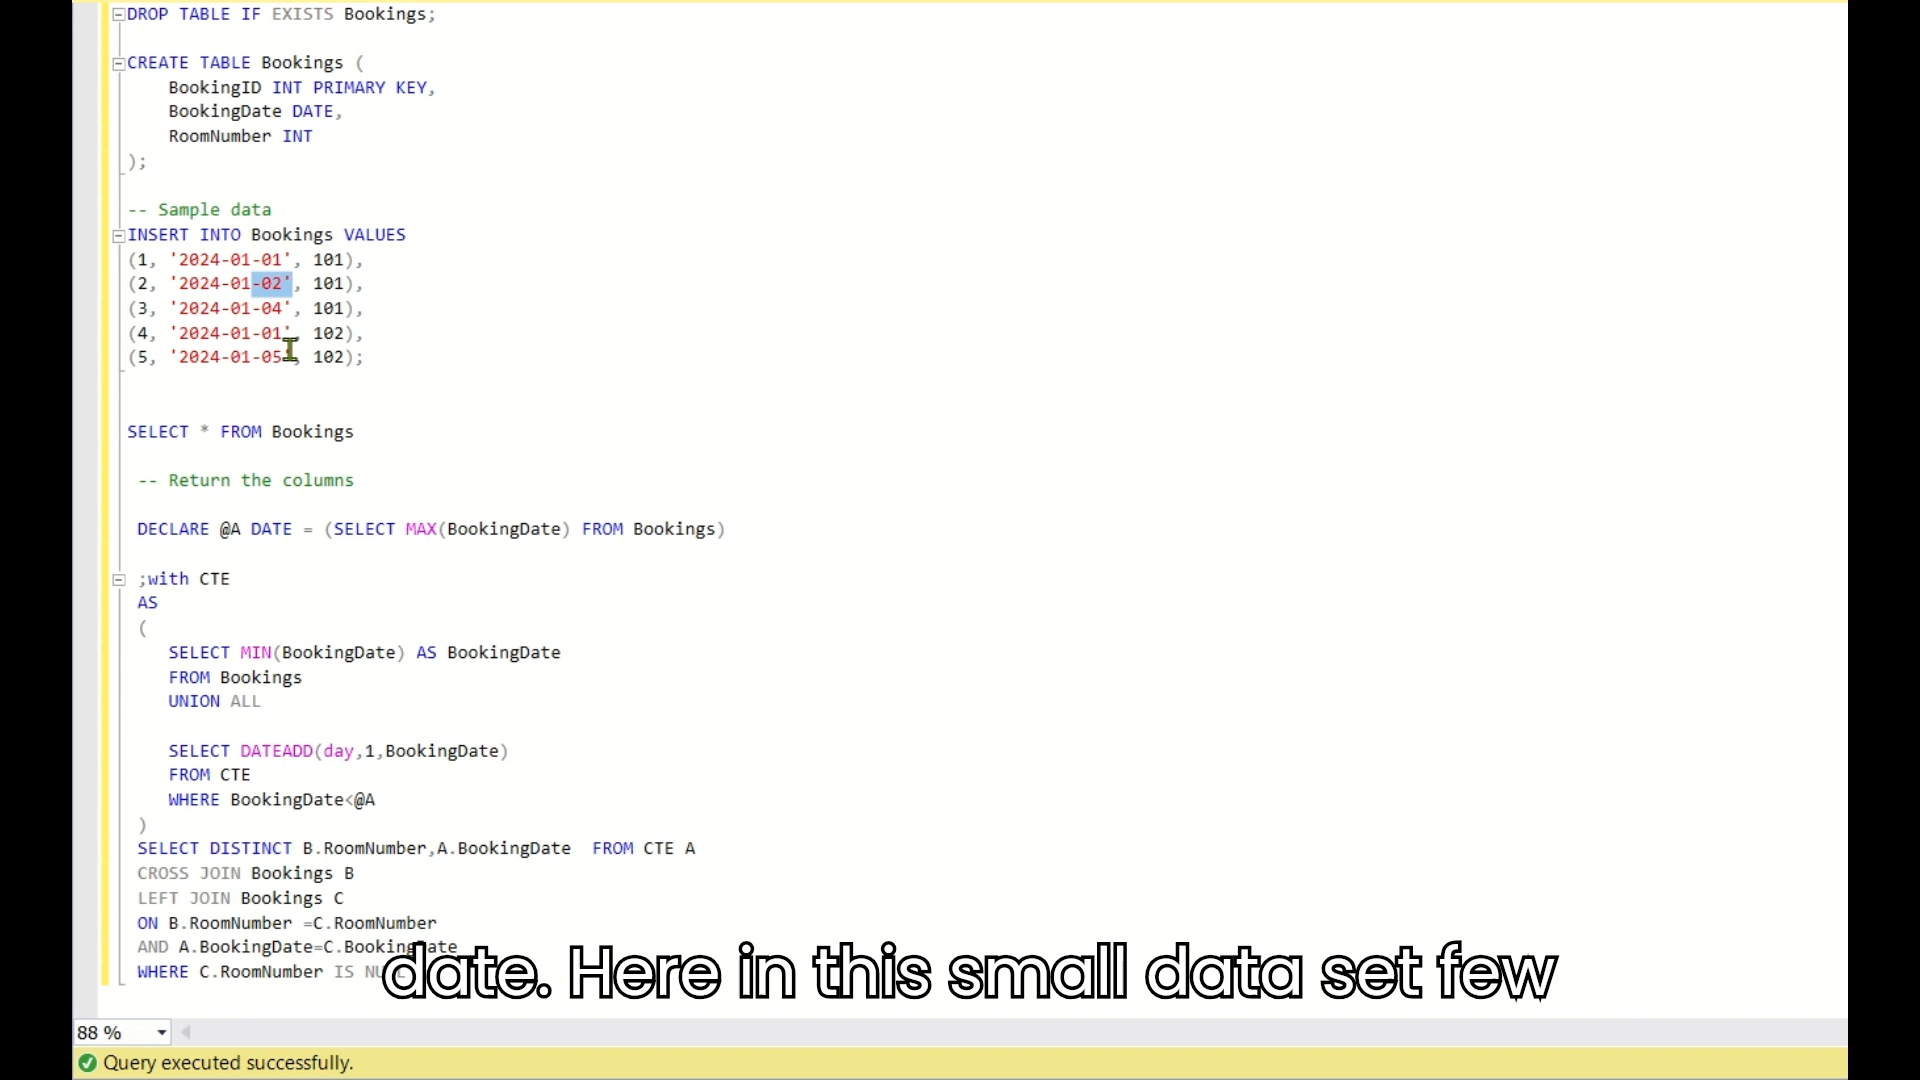 DROP TABLE IF EXISTS Bookings;
CREATE TABLE Bookings (
BookingID INT PRIMARY KEY,
BookingDate DATE,
RoomNumber INT
);
-- Sample data
INSERT INTO Bookings VALUES
(1, '2024-01-01', 101),
(2, '2024-01-02', 101),
(3, '2024-01-04', 101),
(4, '2024-01-01', 102),
(5, '2024-01-05', 102);
SELECT * FROM Bookings
-- Return the columns
DECLARE @A DATE = (SELECT MAX(BookingDate) FROM Bookings)
;with CTE
AS
(
SELECT MIN(BookingDate) AS BookingDate
FROM Bookings
UNION ALL
SELECT DATEADD(day,1,BookingDate)
FROM CTE
WHERE BookingDate<@A
)
SELECT DISTINCT B.RoomNumber,A.BookingDate  FROM CTE A
CROSS JOIN Bookings B
LEFT JOIN Bookings C
ON B.RoomNumber =C.RoomNumber
AND A.BookingDate=C.BookingDate
WHERE C.RoomNumber IS NULL
date. Here in this small data set few
88 %
Query executed successfully.